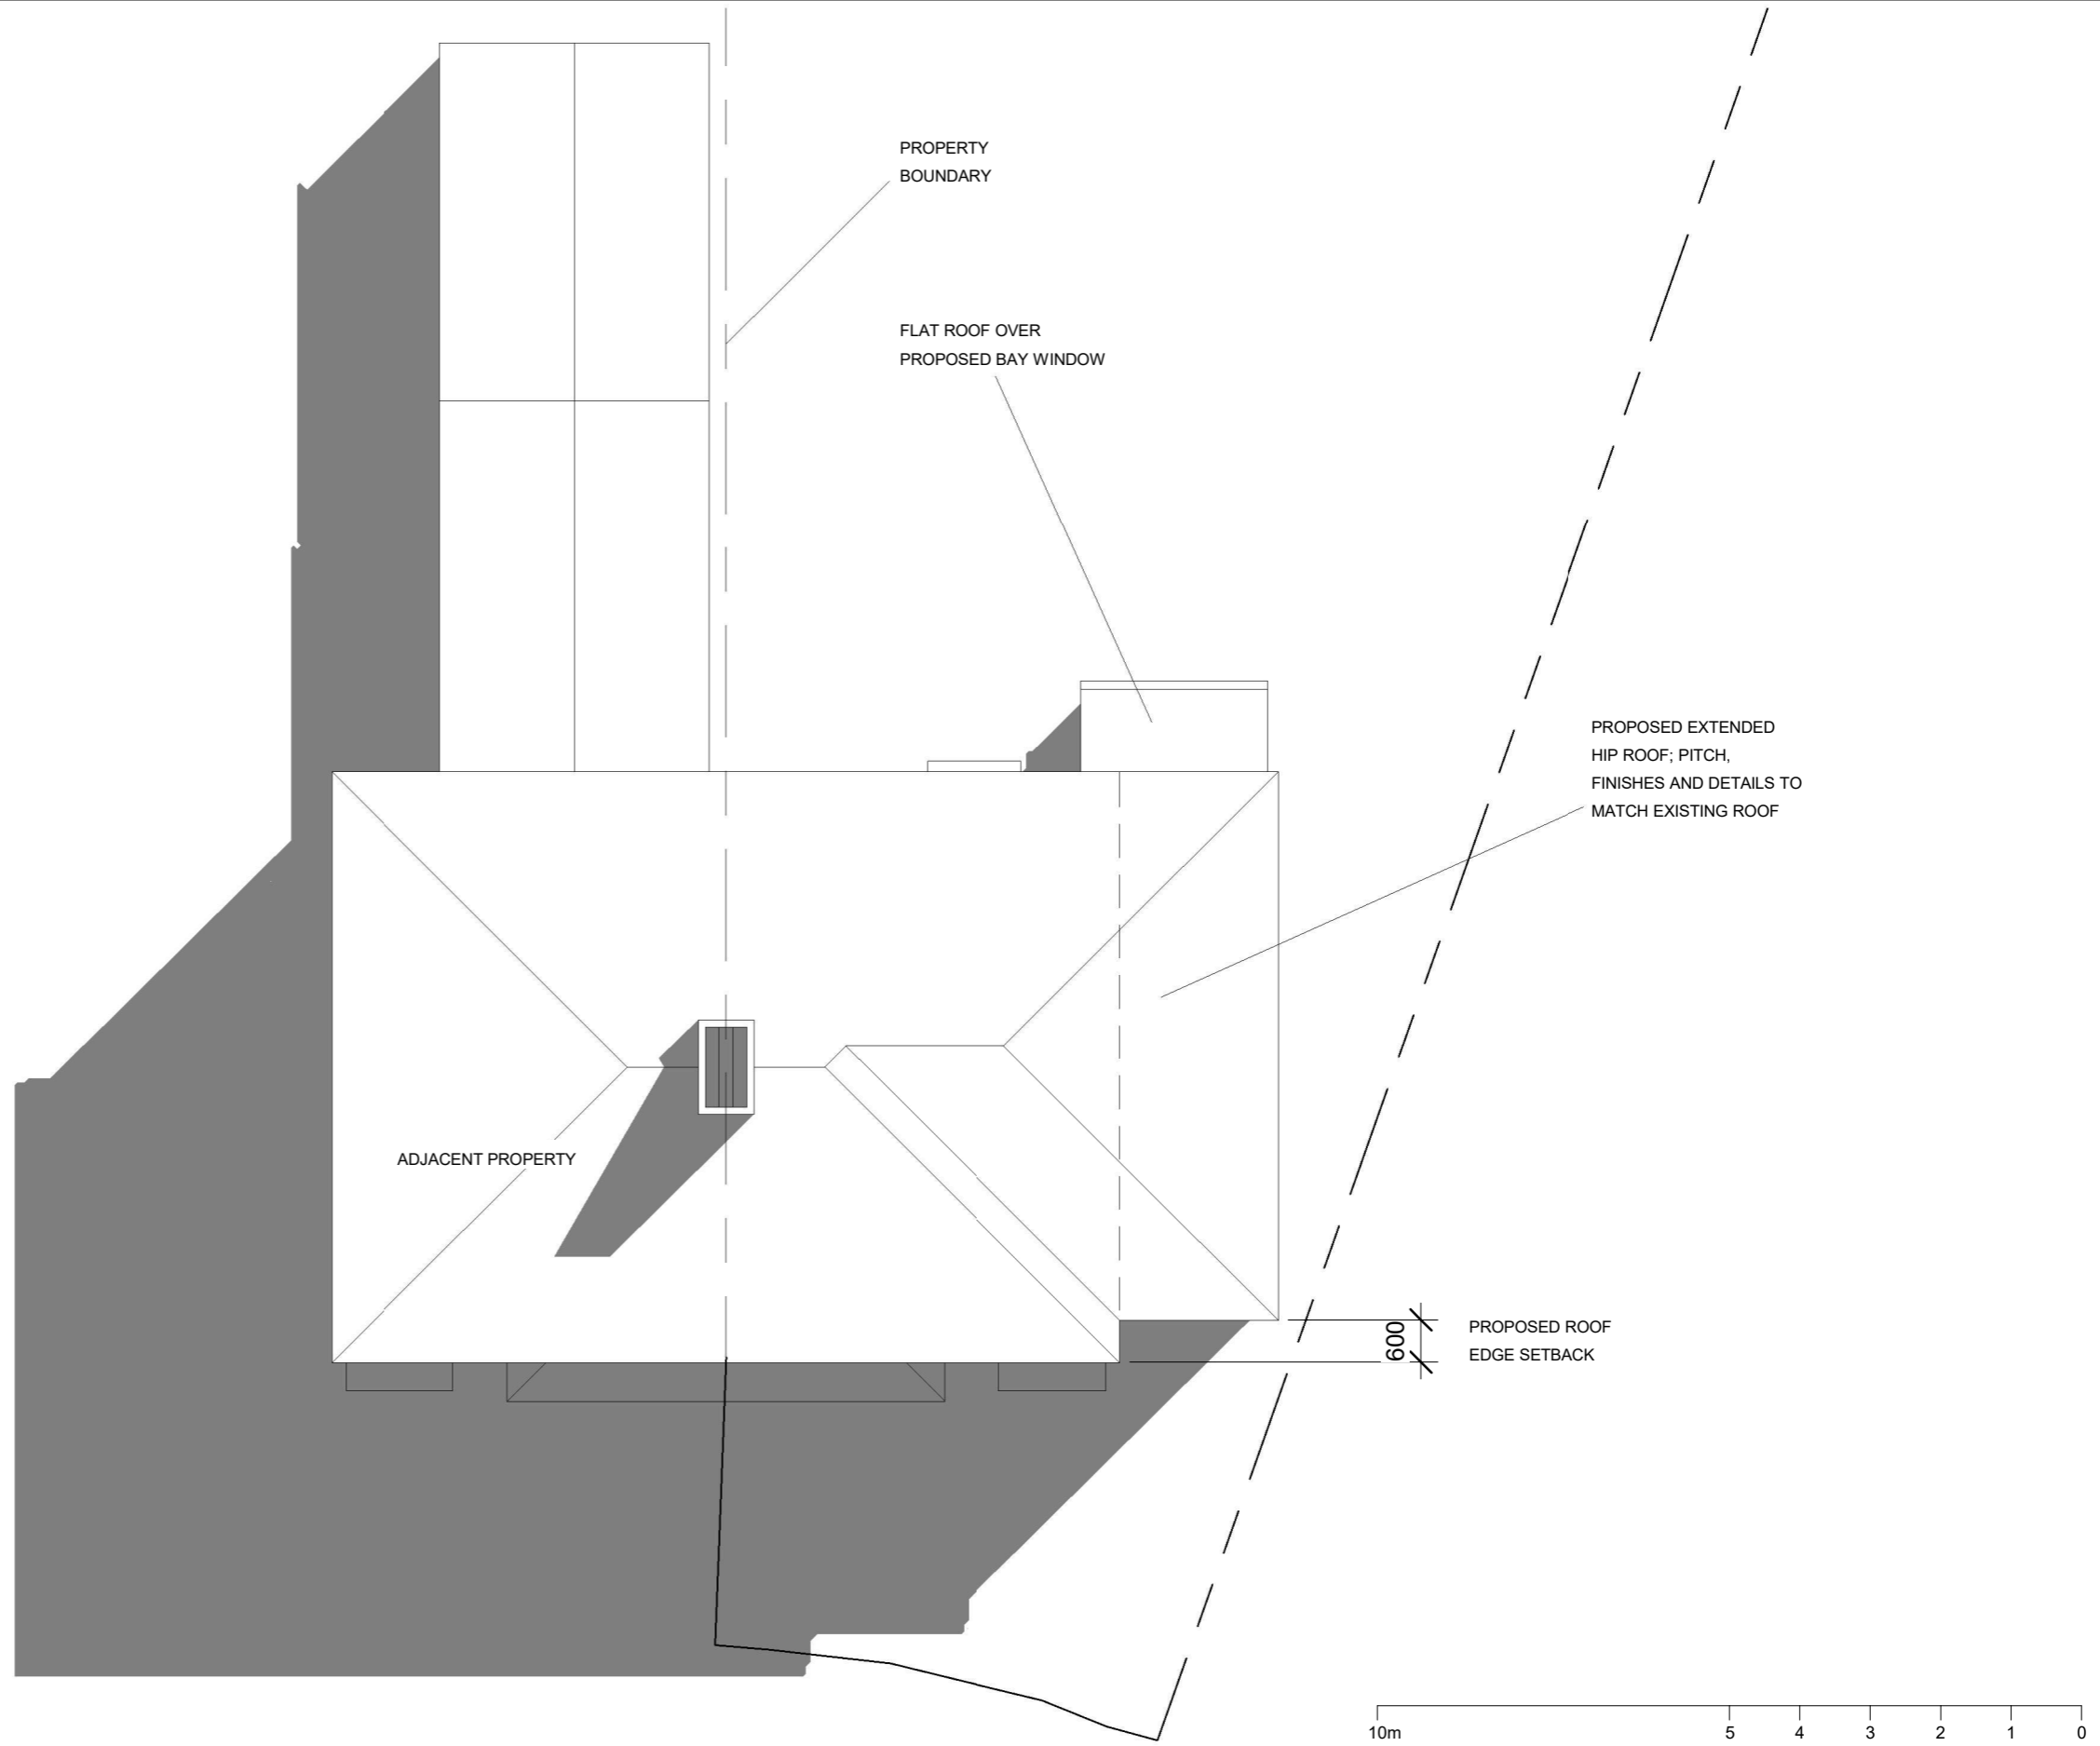 PROPERTY
BOUNDARY
FLAT ROOF OVER
PROPOSED BAY WINDOW
PROPOSED EXTENDED
HIP ROOF; PITCH,
FINISHES AND DETAILS TO
MATCH EXISTING ROOF
ADJACENT PROPERTY
600
PROPOSED ROOF
EDGE SETBACK
10m 5 4 3 2 1 0